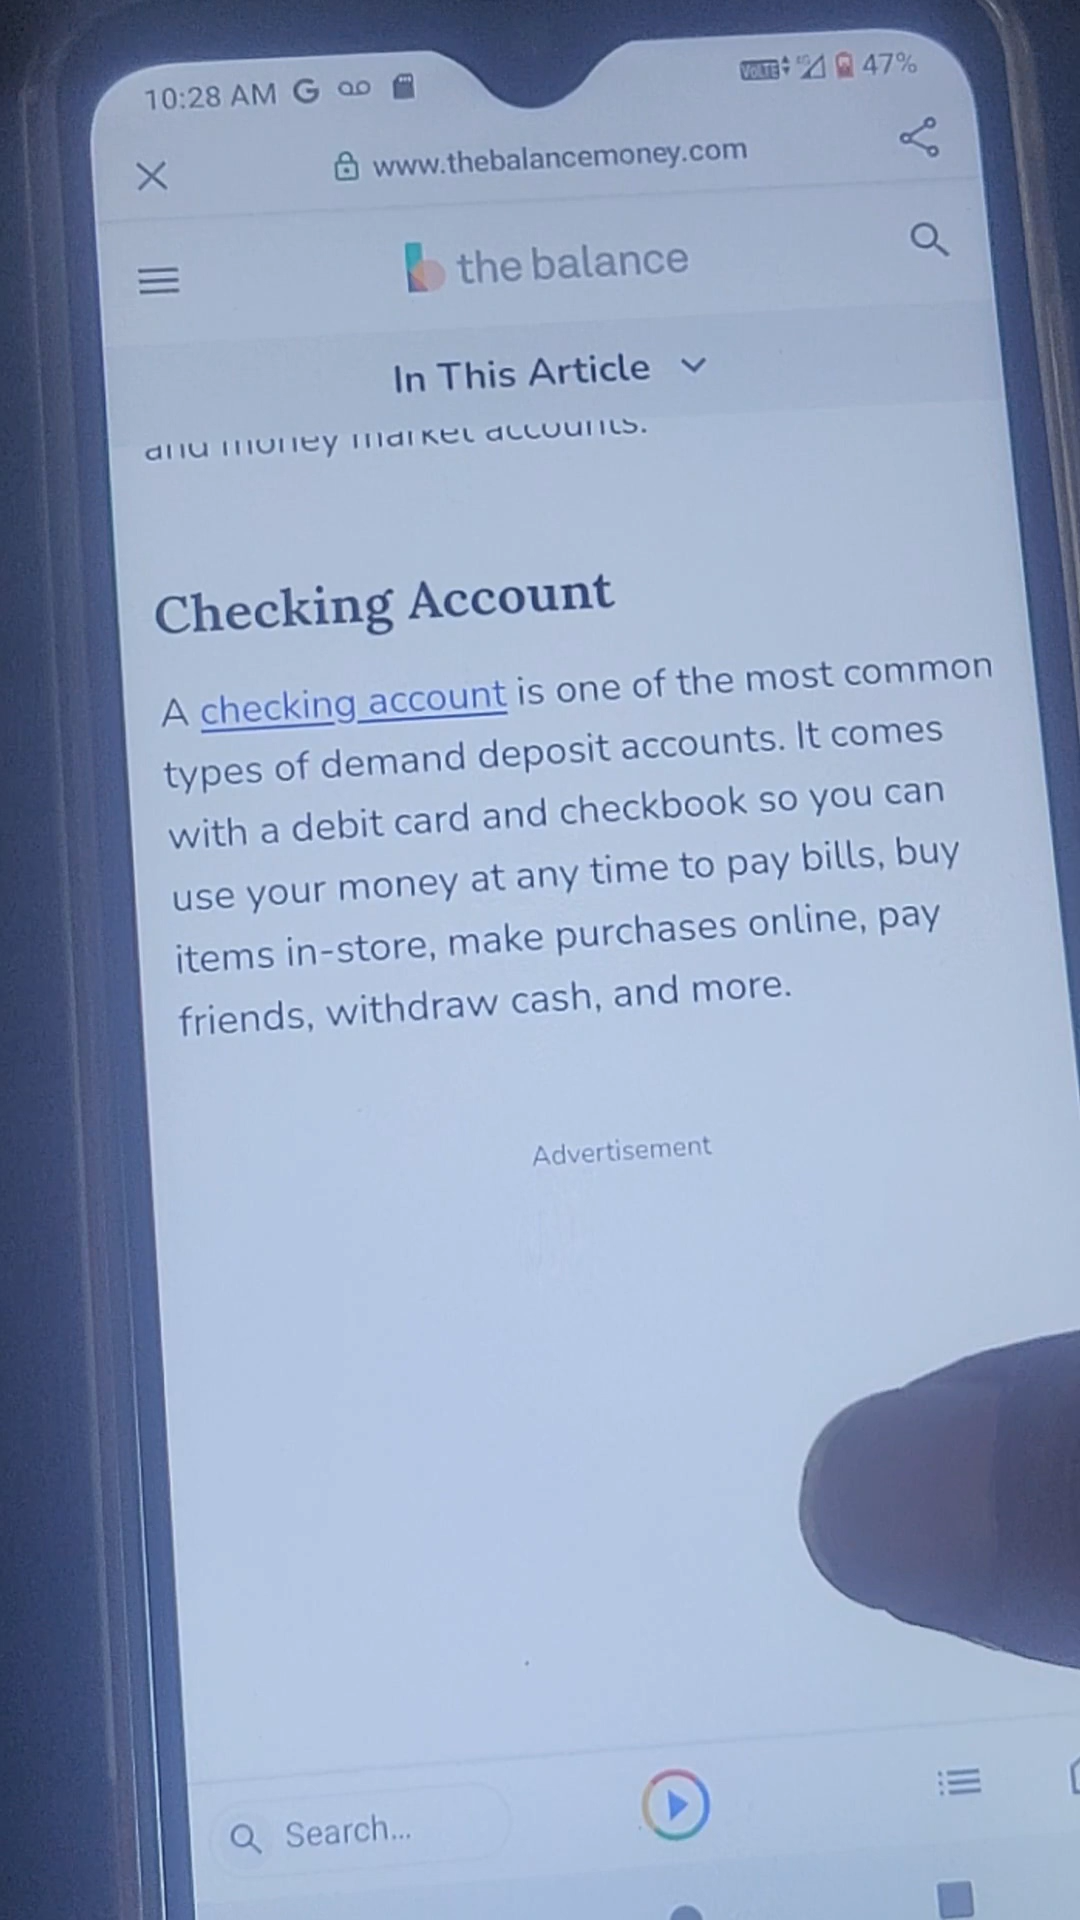 10:28 AM
VoLTE 4G 47%
www.thebalancemoney.com
the balance
In This Article
and money market accounts.
Checking Account
A checking account is one of the most common
types of demand deposit accounts. It comes
with a debit card and checkbook so you can
use your money at any time to pay bills, buy
items in-store, make purchases online, pay
friends, withdraw cash, and more.
Advertisement
Search...